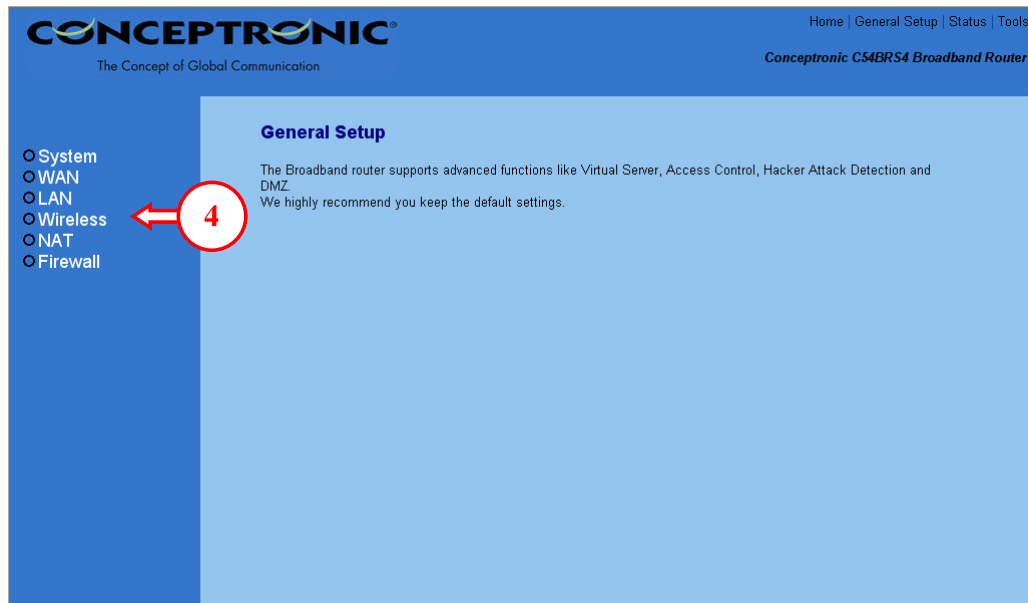 CONCEPTRONIC®
The Concept of Global Communication
Home | General Setup | Status | Tools
Conceptronic C54BRS4 Broadband Router
System
WAN
LAN
Wireless
NAT
Firewall
4
General Setup
The Broadband router supports advanced functions like Virtual Server, Access Control, Hacker Attack Detection and
DMZ.
We highly recommend you keep the default settings.